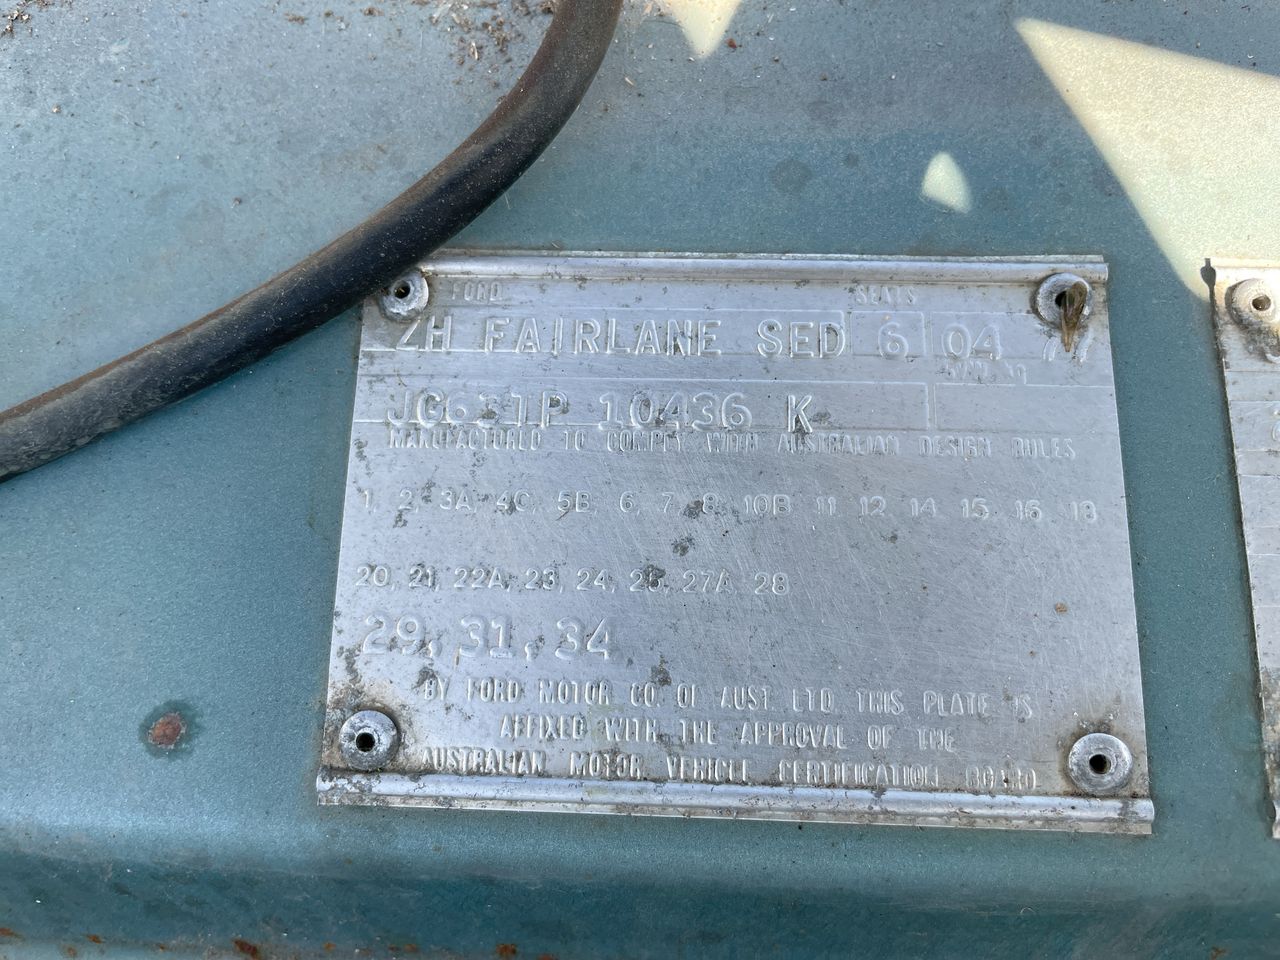 FORD SEATS
ZH FAIRLANE SED 6 04 77
JG63TP 10436 K
MANUFACTURED TO COMPLY WITH AUSTRALIAN DESIGN RULES
1, 2, 3A, 4C, 5B, 6, 7, 8, 10B 11 12 14 15 16 18
20, 21, 22A, 23, 24, 25, 27A, 28
29, 31, 34
BY FORD MOTOR CO. OF AUST. LTD THIS PLATE IS
AFFIXED WITH THE APPROVAL OF THE
AUSTRALIAN MOTOR VEHICLE CERTIFICATION BOARD